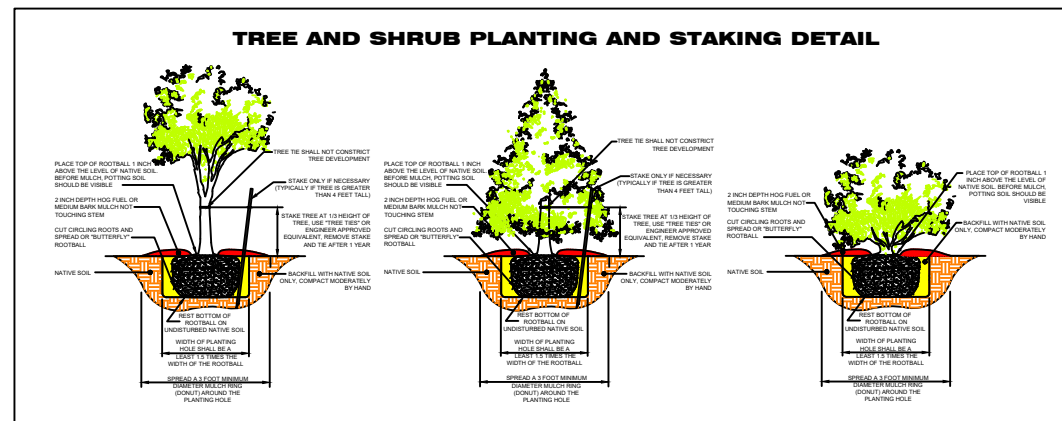 TREE AND SHRUB PLANTING AND STAKING DETAIL
PLACE TOP OF ROOTBALL 1 INCH
ABOVE THE LEVEL OF NATIVE SOIL.
BEFORE MULCH, POTTING SOIL
SHOULD BE VISIBLE
2 INCH DEPTH HOG FUEL OR
MEDIUM BARK MULCH NOT
TOUCHING STEM
CUT CIRCLING ROOTS AND
SPREAD OR "BUTTERFLY"
ROOTBALL
NATIVE SOIL
TREE TIE SHALL NOT CONSTRICT
TREE DEVELOPMENT
STAKE ONLY IF NECESSARY
(TYPICALLY IF TREE IS GREATER
THAN 4 FEET TALL)
STAKE TREE AT 1/3 HEIGHT OF
TREE, USE "TREE TIES" OR
ENGINEER APPROVED
EQUIVALENT, REMOVE STAKE
AND TIE AFTER 1 YEAR
BACKFILL WITH NATIVE SOIL
ONLY, COMPACT MODERATELY
BY HAND
REST BOTTOM OF
ROOTBALL ON
UNDISTURBED NATIVE SOIL
WIDTH OF PLANTING
HOLE SHALL BE A
LEAST 1.5 TIMES THE
WIDTH OF THE ROOTBALL
SPREAD A 3 FOOT MINIMUM
DIAMETER MULCH RING
(DONUT) AROUND THE
PLANTING HOLE
PLACE TOP OF ROOTBALL 1 INCH
ABOVE THE LEVEL OF NATIVE SOIL.
BEFORE MULCH, POTTING SOIL
SHOULD BE VISIBLE
2 INCH DEPTH HOG FUEL OR
MEDIUM BARK MULCH NOT
TOUCHING STEM
CUT CIRCLING ROOTS AND
SPREAD OR "BUTTERFLY"
ROOTBALL
NATIVE SOIL
TREE TIE SHALL NOT CONSTRICT
TREE DEVELOPMENT
STAKE ONLY IF NECESSARY
(TYPICALLY IF TREE IS GREATER
THAN 4 FEET TALL)
STAKE TREE AT 1/3 HEIGHT OF
TREE, USE "TREE TIES" OR
ENGINEER APPROVED
EQUIVALENT, REMOVE STAKE
AND TIE AFTER 1 YEAR
BACKFILL WITH NATIVE SOIL
ONLY, COMPACT MODERATELY
BY HAND
REST BOTTOM OF
ROOTBALL ON
UNDISTURBED NATIVE SOIL
WIDTH OF PLANTING
HOLE SHALL BE A
LEAST 1.5 TIMES THE
WIDTH OF THE ROOTBALL
SPREAD A 3 FOOT MINIMUM
DIAMETER MULCH RING
(DONUT) AROUND THE
PLANTING HOLE
2 INCH DEPTH HOG FUEL OR
MEDIUM BARK MULCH NOT
TOUCHING STEM
CUT CIRCLING ROOTS AND
SPREAD OR "BUTTERFLY"
ROOTBALL
NATIVE SOIL
PLACE TOP OF ROOTBALL 1
INCH ABOVE THE LEVEL OF
NATIVE SOIL. BEFORE MULCH,
POTTING SOIL SHOULD BE
VISIBLE
BACKFILL WITH NATIVE SOIL
ONLY, COMPACT MODERATELY
BY HAND
REST BOTTOM OF
ROOTBALL ON
UNDISTURBED NATIVE SOIL
WIDTH OF PLANTING
HOLE SHALL BE A
LEAST 1.5 TIMES THE
WIDTH OF THE ROOTBALL
SPREAD A 3 FOOT MINIMUM
DIAMETER MULCH RING
(DONUT) AROUND THE
PLANTING HOLE